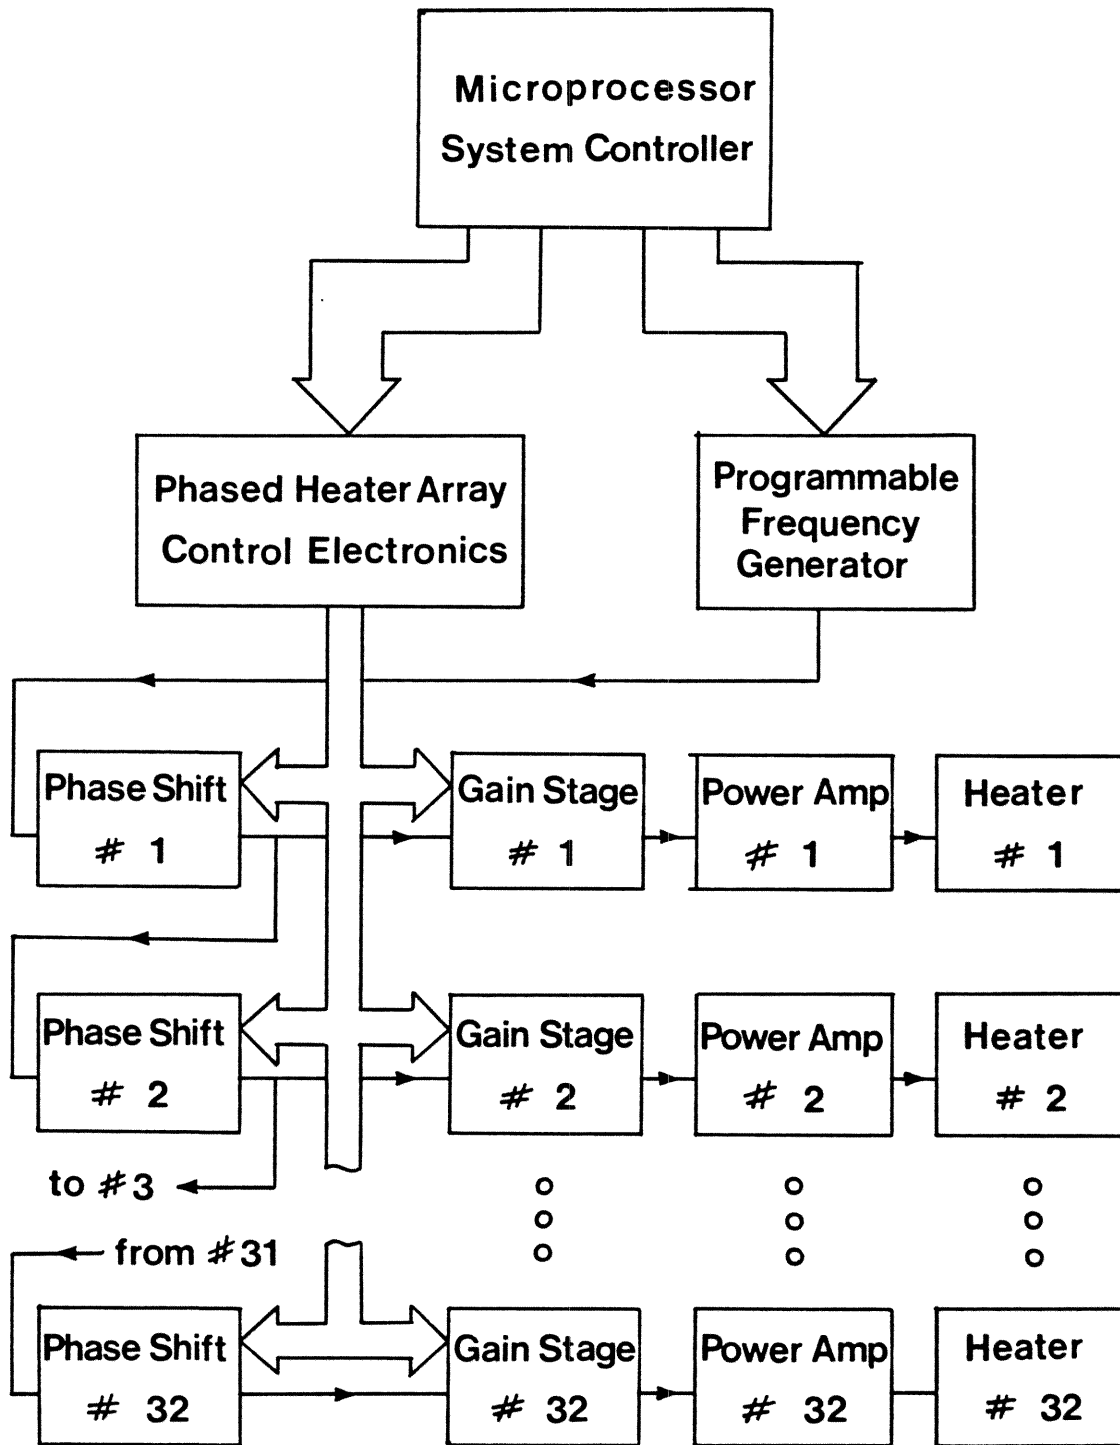 Microprocessor
System Controller
Phased Heater Array
Control Electronics
Programmable
Frequency
Generator
Phase Shift
# 1
Gain Stage
# 1
Power Amp
# 1
Heater
# 1
Phase Shift
# 2
Gain Stage
# 2
Power Amp
# 2
Heater
# 2
to #3
from #31
Phase Shift
# 32
Gain Stage
# 32
Power Amp
# 32
Heater
# 32